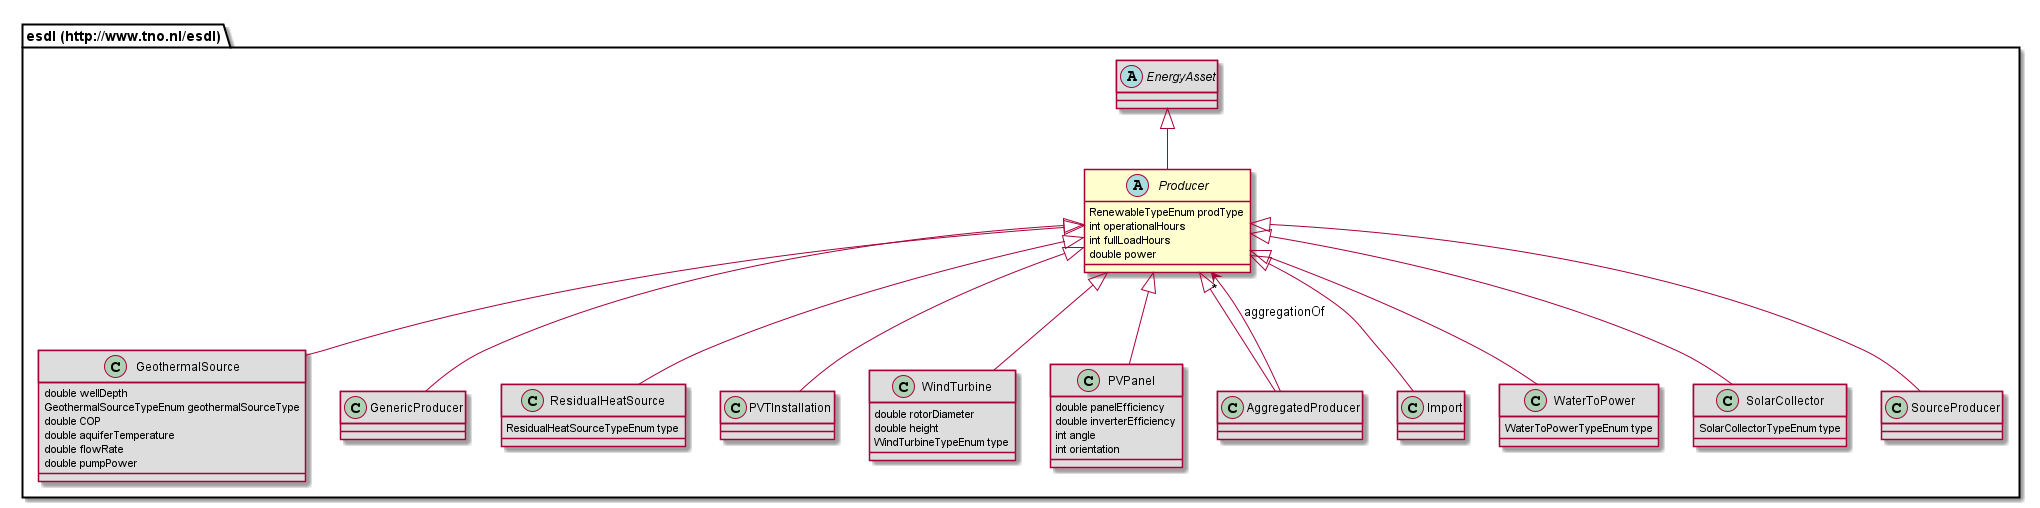 esdl (http://www.tno.nl/esdl)
A EnergyAsset
A Producer
RenewableTypeEnum prodType
int operationalHours
int fullLoadHours
double power
*
aggregationOf
C GeothermalSource
double wellDepth
GeothermalSourceTypeEnum geothermalSourceType
double COP
double aquiferTemperature
double flowRate
double pumpPower
C GenericProducer
C ResidualHeatSource
ResidualHeatSourceTypeEnum type
C PVTInstallation
C WindTurbine
double rotorDiameter
double height
WindTurbineTypeEnum type
C PVPanel
double panelEfficiency
double inverterEfficiency
int angle
int orientation
C AggregatedProducer
C Import
C WaterToPower
WaterToPowerTypeEnum type
C SolarCollector
SolarCollectorTypeEnum type
C SourceProducer